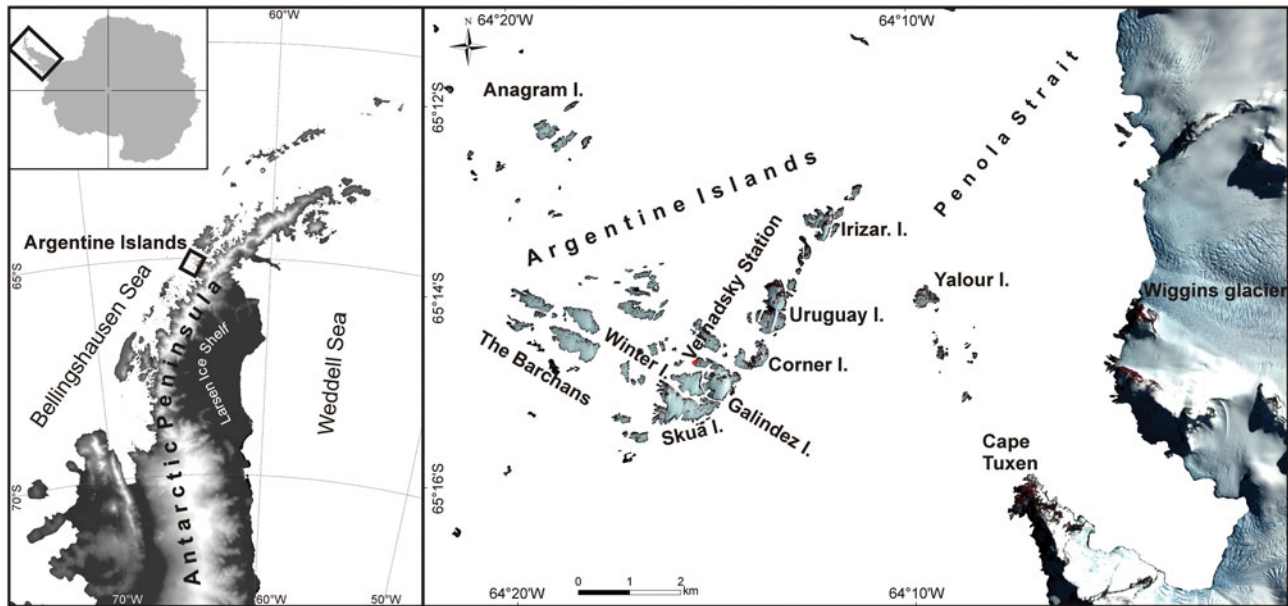 60°W
Argentine Islands
65°S
Bellingshausen Sea
Antarctic Peninsula
Larsen Ice Shelf
Weddell Sea
70°S
70°W
60°W
50°W
64°20'W
64°10'W
N
65°12'S
Anagram I.
Argentine Islands
Penola Strait
Vernadsky Station
Irizar. I.
65°14'S
Yalour I.
Wiggins glacier
Uruguay I.
The Barchans
Winter I.
Corner I.
Galindez I.
Skua I.
Cape
Tuxen
65°16'S
0 1 2
km
64°20'W
64°10'W